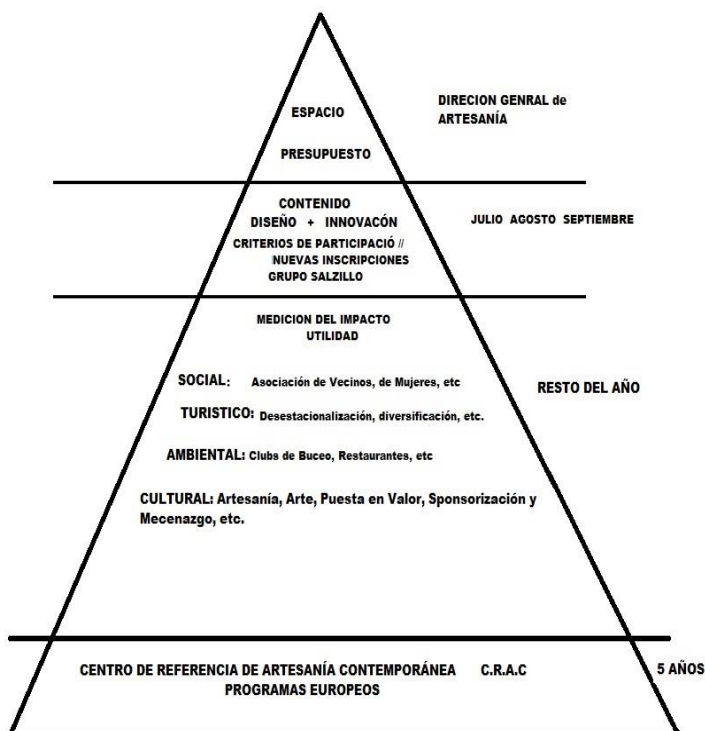 ESPACIO
DIRECION GENRAL de
ARTESANÍA
PRESUPUESTO
CONTENIDO
DISEÑO + INNOVACÓN
JULIO AGOSTO SEPTIEMBRE
CRITERIOS DE PARTICIPACIÓ //
NUEVAS INSCRIPCIONES
GRUPO SALZILLO
MEDICION DEL IMPACTO
UTILIDAD
SOCIAL: Asociación de Vecinos, de Mujeres, etc
RESTO DEL AÑO
TURISTICO: Desestacionalización, diversificación, etc.
AMBIENTAL: Clubs de Buceo, Restaurantes, etc
CULTURAL: Artesanía, Arte, Puesta en Valor, Sponsorización y
Mecenazgo, etc.
CENTRO DE REFERENCIA DE ARTESANÍA CONTEMPORÁNEA C.R.A.C
5 AÑOS
PROGRAMAS EUROPEOS